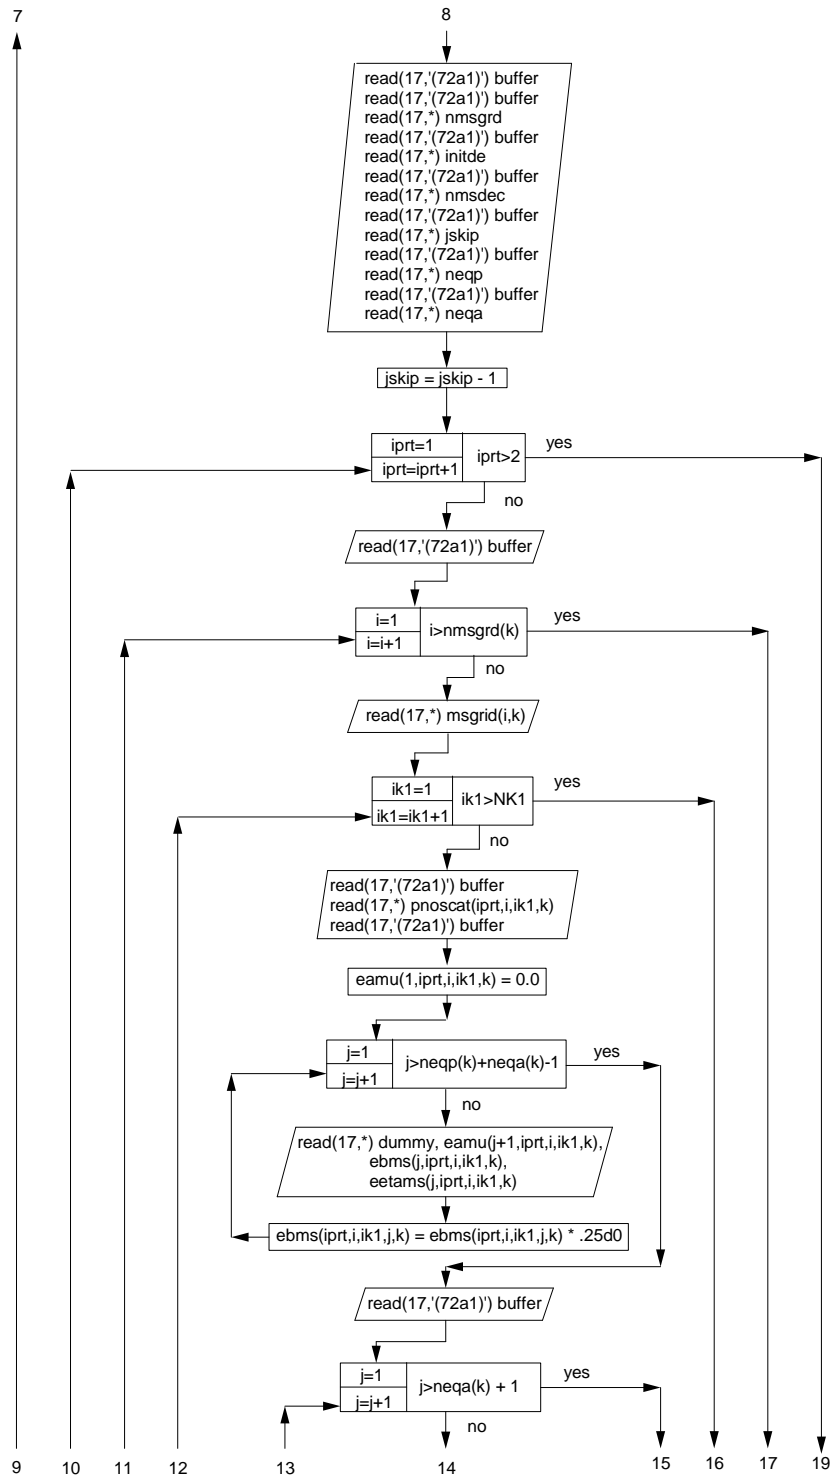 7
8
read(17,'(72a1)') buffer
read(17,'(72a1)') buffer
read(17,*) nmsgrd
read(17,'(72a1)') buffer
read(17,*) initde
read(17,'(72a1)') buffer
read(17,*) nmsdec
read(17,'(72a1)') buffer
read(17,*) jskip
read(17,'(72a1)') buffer
read(17,*) neqp
read(17,'(72a1)') buffer
read(17,*) neqa
jskip = jskip - 1
iprt=1
iprt=iprt+1
iprt>2
yes
no
read(17,'(72a1)') buffer
i=1
i=i+1
i>nmsgrd(k)
yes
no
read(17,*) msgrid(i,k)
ik1=1
ik1=ik1+1
ik1>NK1
yes
no
read(17,'(72a1)') buffer
read(17,*) pnoscat(iprt,i,ik1,k)
read(17,'(72a1)') buffer
eamu(1,iprt,i,ik1,k) = 0.0
j=1
j=j+1
j>neqp(k)+neqa(k)-1
yes
no
read(17,*) dummy, eamu(j+1,iprt,i,ik1,k),
ebms(j,iprt,i,ik1,k),
eetams(j,iprt,i,ik1,k)
ebms(iprt,i,ik1,j,k) = ebms(iprt,i,ik1,j,k) * .25d0
read(17,'(72a1)') buffer
j=1
j=j+1
j>neqa(k) + 1
yes
no
9 10 11 12 13 14 15 16 17 19